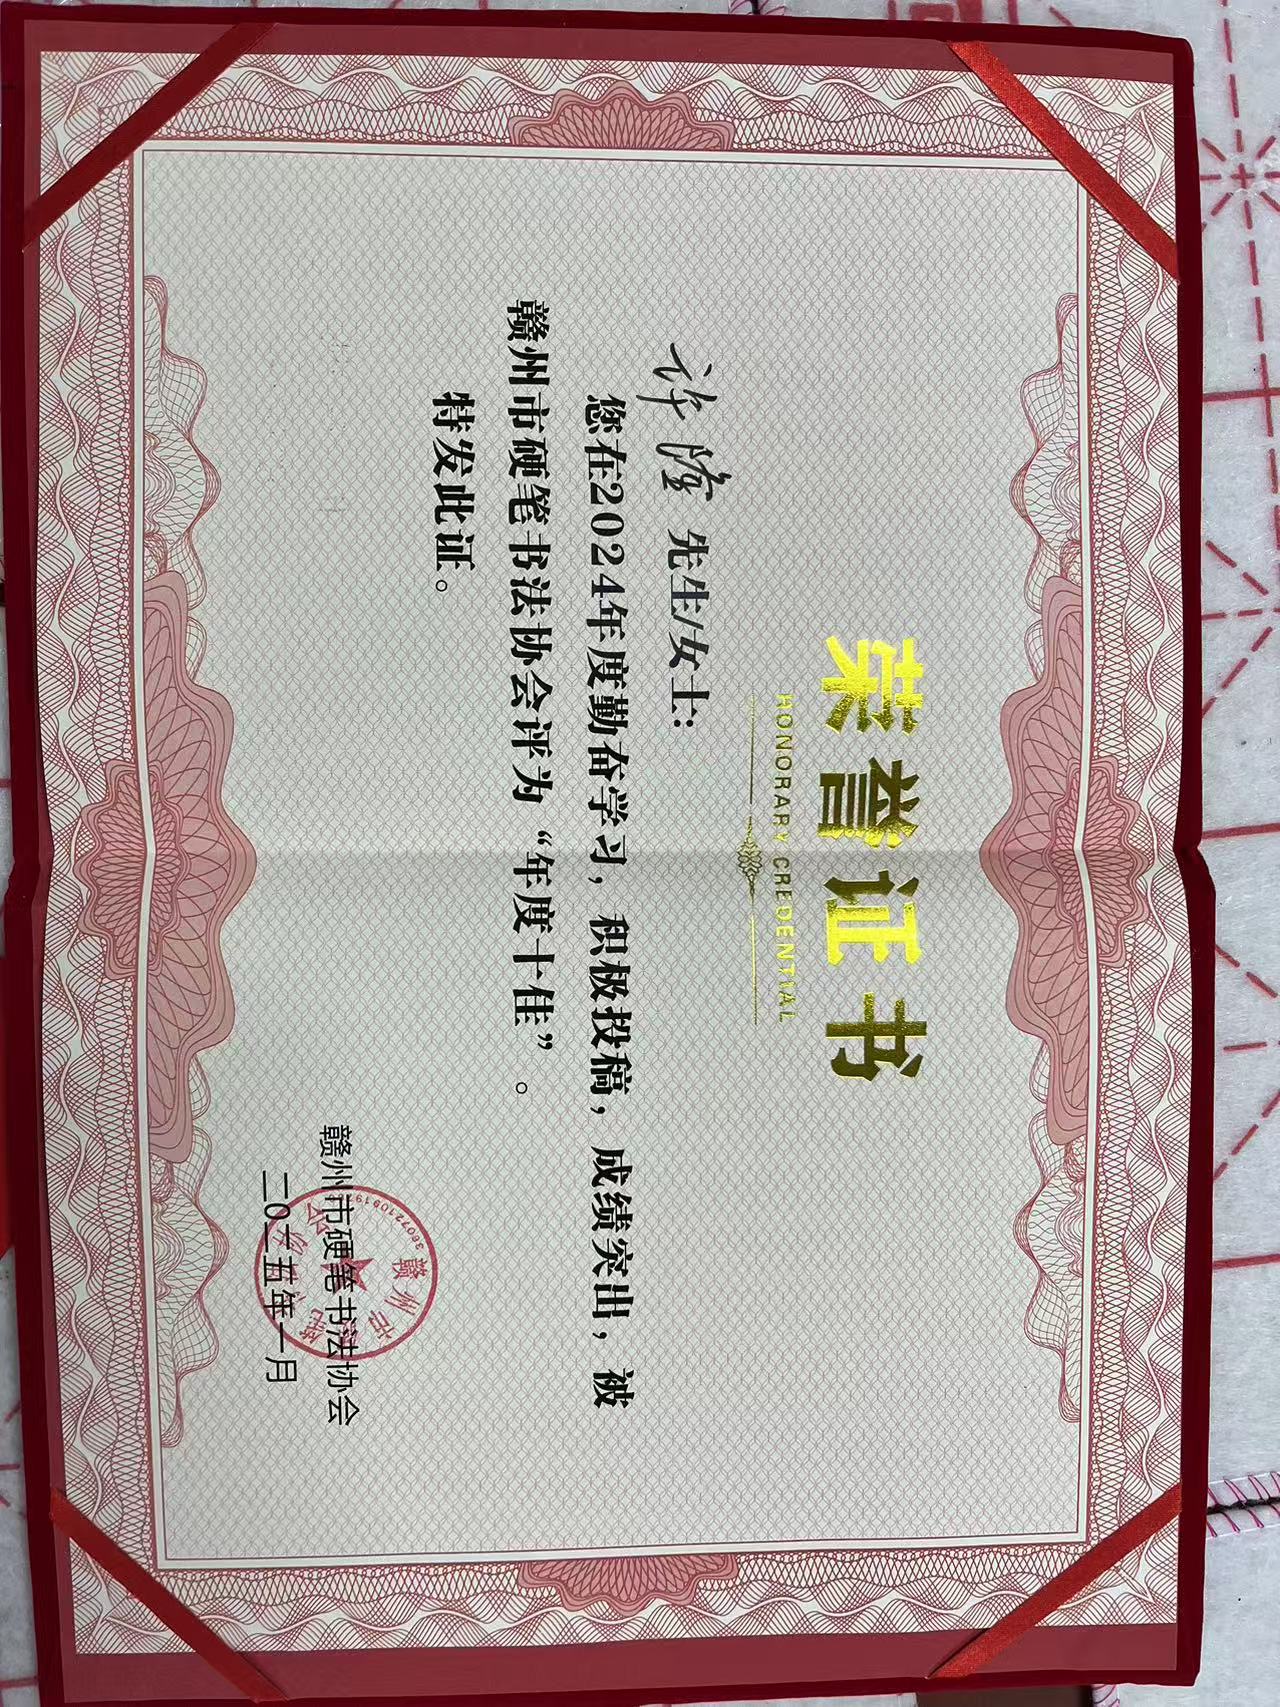 荣誉证书
HONORARY CREDENTIAL
许隆 先生/女士：
您在2024年度勤奋学习，积极投稿，成绩突出，被
赣州市硬笔书法协会评为“年度十佳”。
特发此证。
赣州市硬笔书法协会
二0二五年一月